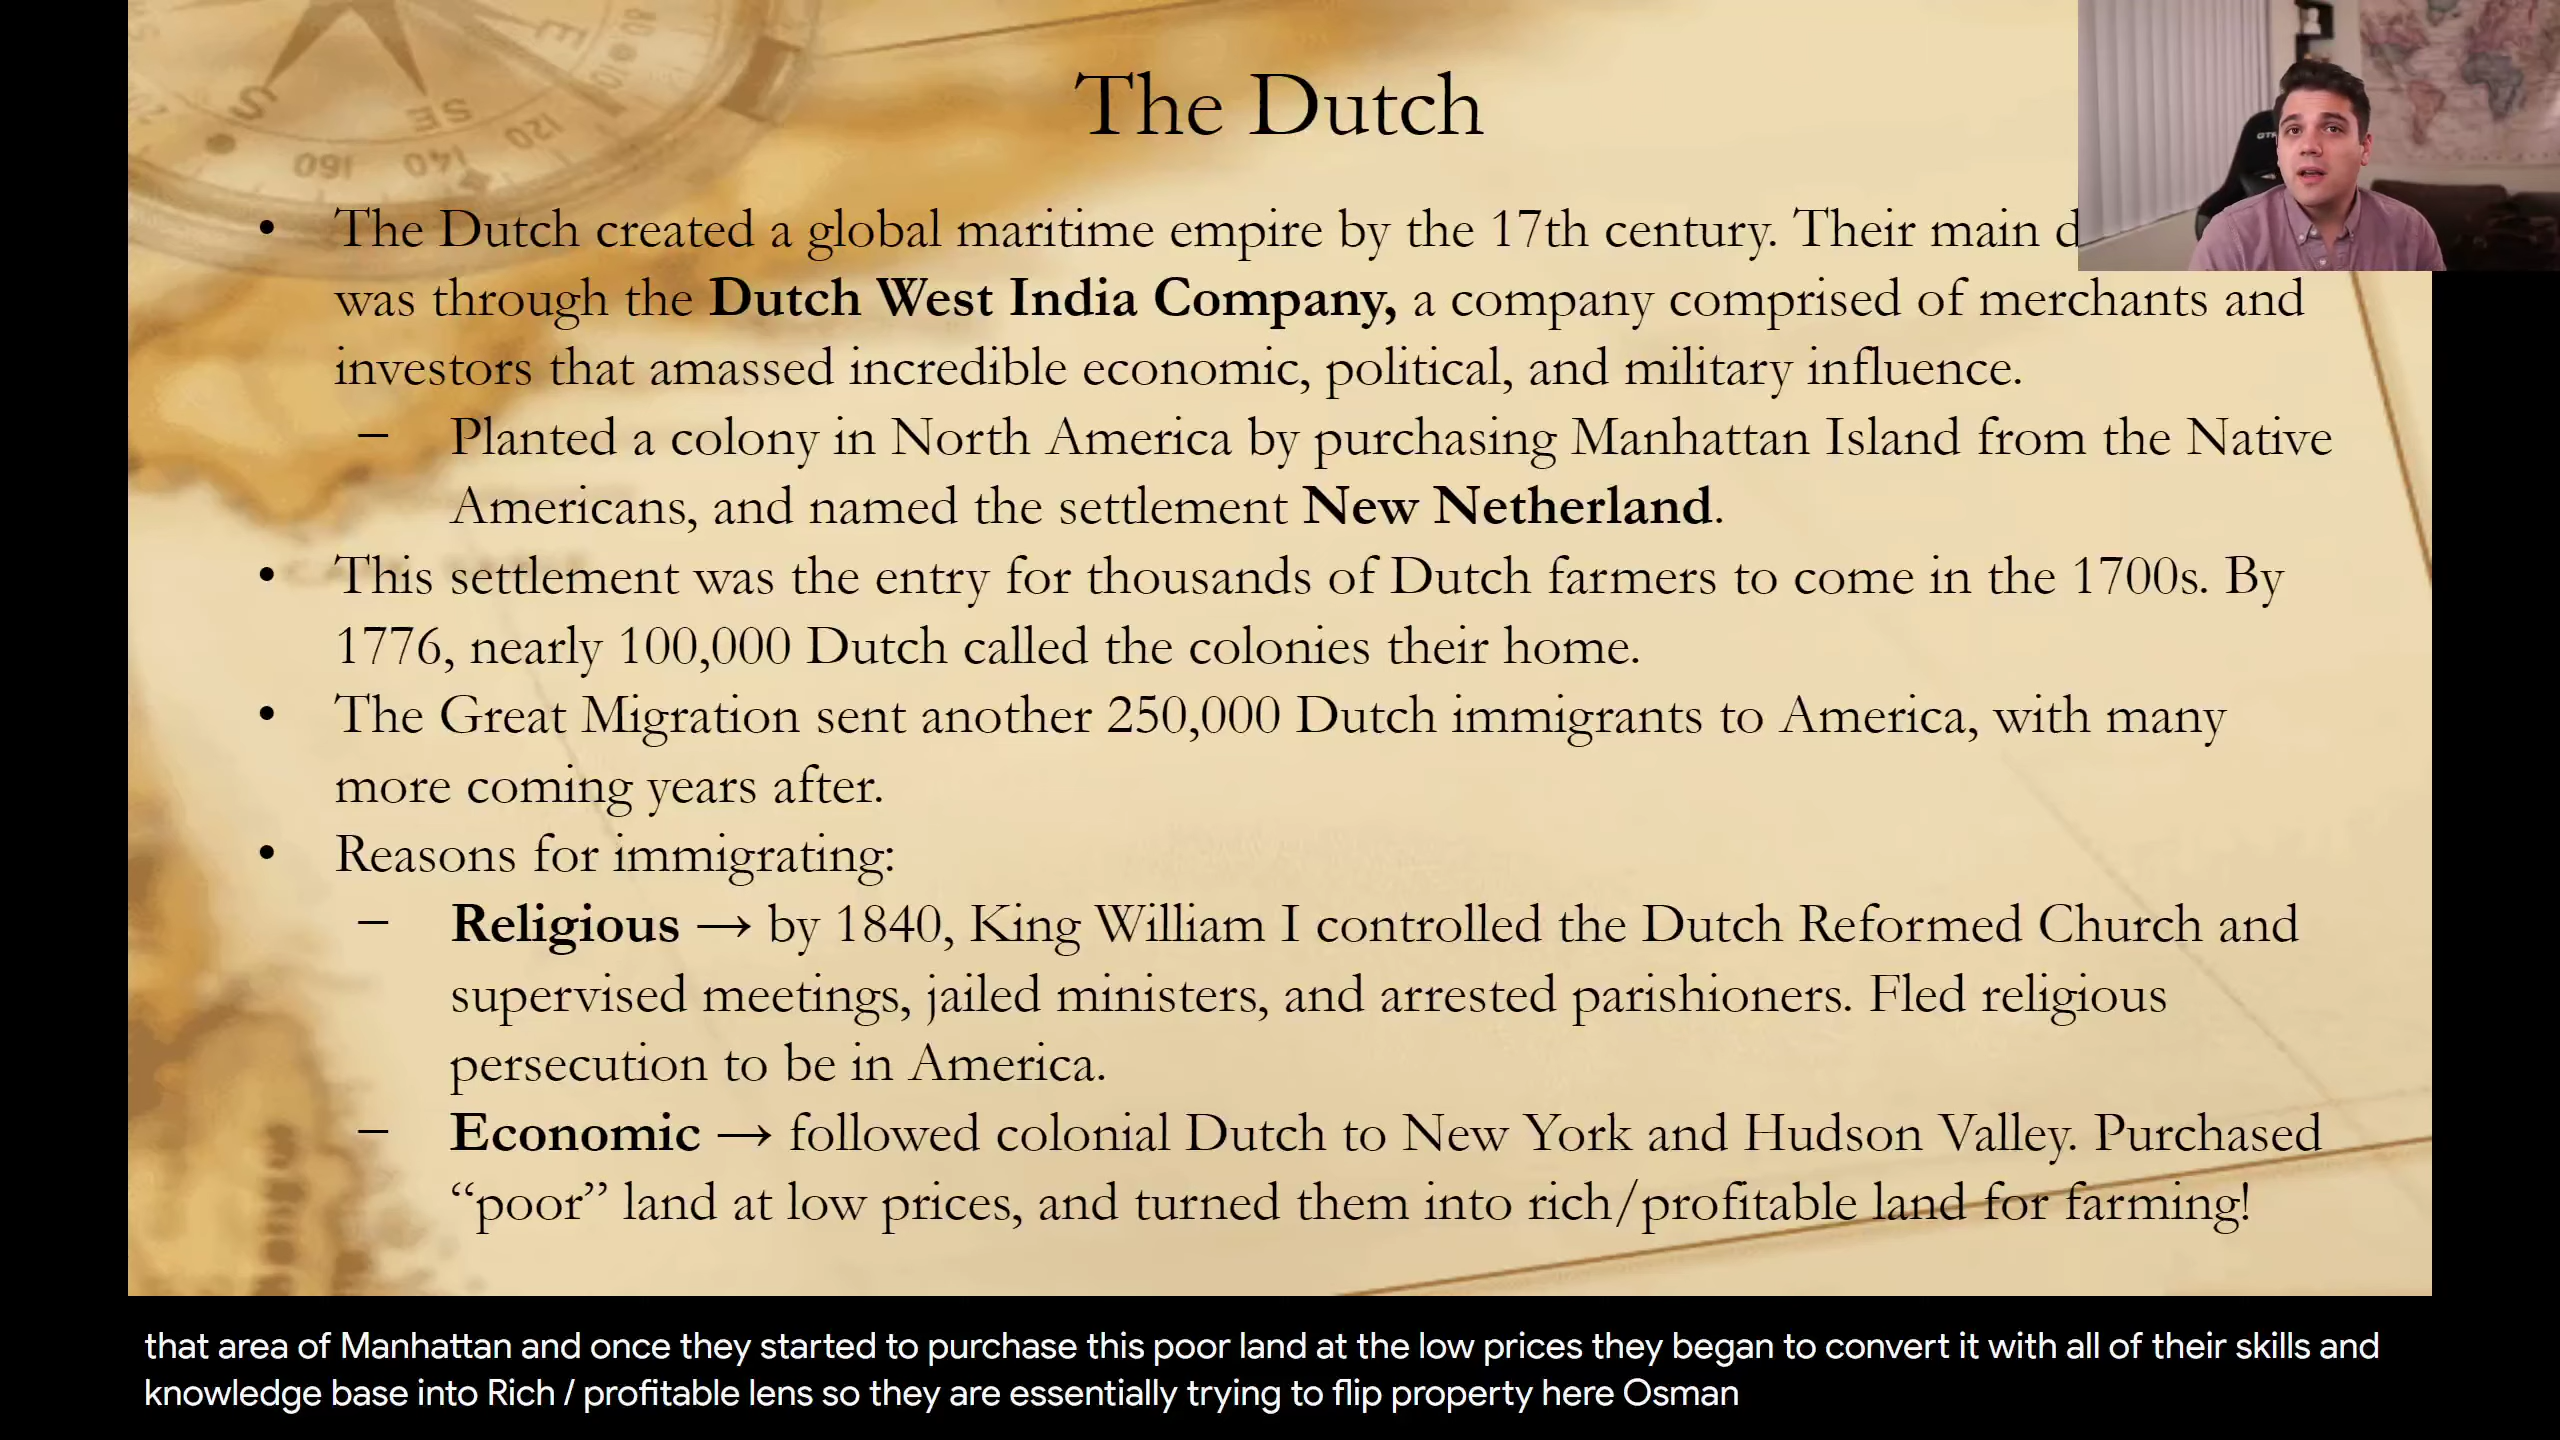 The Dutch
• The Dutch created a global maritime empire by the 17th century. Their main
was through the Dutch West India Company, a company comprised of merchants and
investors that amassed incredible economic, political, and military influence.
– Planted a colony in North America by purchasing Manhattan Island from the Native
Americans, and named the settlement New Netherland.
• This settlement was the entry for thousands of Dutch farmers to come in the 1700s. By
1776, nearly 100,000 Dutch called the colonies their home.
• The Great Migration sent another 250,000 Dutch immigrants to America, with many
more coming years after.
• Reasons for immigrating:
– Religious → by 1840, King William I controlled the Dutch Reformed Church and
supervised meetings, jailed ministers, and arrested parishioners. Fled religious
persecution to be in America.
– Economic → followed colonial Dutch to New York and Hudson Valley. Purchased
“poor” land at low prices, and turned them into rich/profitable land for farming!
that area of Manhattan and once they started to purchase this poor land at the low prices they began to convert it with all of their skills and
knowledge base into Rich / profitable lens so they are essentially trying to flip property here Osman
S
SE
E
120
140
160